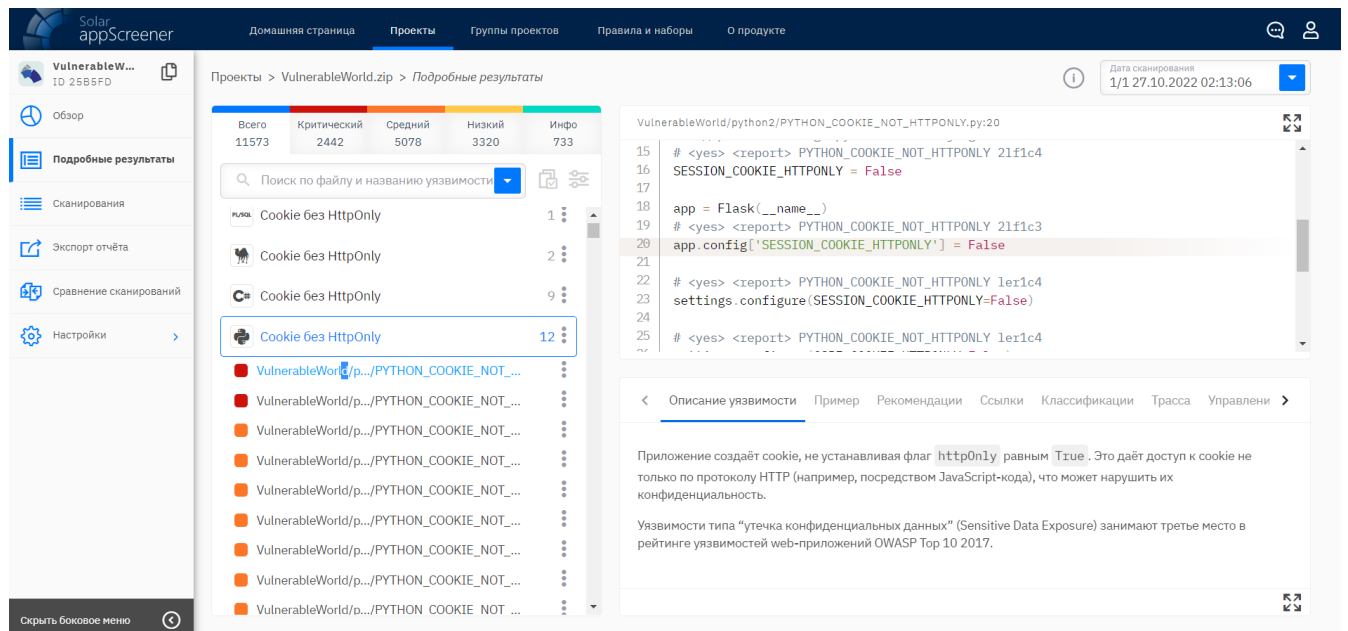 Solar
appScreener
Домашняя страница
Проекты
Группы проектов
Правила и наборы
О продукте
VulnerableW...
ID 25B5FD
Обзор
Подробные результаты
Сканирования
Экспорт отчёта
Сравнение сканирований
Настройки
Скрыть боковое меню
Проекты > VulnerableWorld.zip > Подробные результаты
Дата сканирования
1/1 27.10.2022 02:13:06
Всего Критический Средний Низкий Инфо
11573 2442 5078 3320 733
Поиск по файлу и названию уязвимости
PL/SQL Cookie без HttpOnly 1
Cookie без HttpOnly 2
C# Cookie без HttpOnly 9
Cookie без HttpOnly 12
VulnerableWorld/p.../PYTHON_COOKIE_NOT_...
VulnerableWorld/p.../PYTHON_COOKIE_NOT_...
VulnerableWorld/p.../PYTHON_COOKIE_NOT_...
VulnerableWorld/p.../PYTHON_COOKIE_NOT_...
VulnerableWorld/p.../PYTHON_COOKIE_NOT_...
VulnerableWorld/p.../PYTHON_COOKIE_NOT_...
VulnerableWorld/p.../PYTHON_COOKIE_NOT_...
VulnerableWorld/p.../PYTHON_COOKIE_NOT_...
VulnerableWorld/p.../PYTHON_COOKIE_NOT_...
VulnerableWorld/python2/PYTHON_COOKIE_NOT_HTTPONLY.py:20
15 # <yes> <report> PYTHON_COOKIE_NOT_HTTPONLY 2lf1c4
16 SESSION_COOKIE_HTTPONLY = False
17
18 app = Flask(__name__)
19 # <yes> <report> PYTHON_COOKIE_NOT_HTTPONLY 2lf1c3
20 app.config['SESSION_COOKIE_HTTPONLY'] = False
21
22 # <yes> <report> PYTHON_COOKIE_NOT_HTTPONLY ler1c4
23 settings.configure(SESSION_COOKIE_HTTPONLY=False)
24
25 # <yes> <report> PYTHON_COOKIE_NOT_HTTPONLY ler1c4
Описание уязвимости Пример Рекомендации Ссылки Классификации Трасса Управлени
Приложение создаёт cookie, не устанавливая флаг httpOnly равным True . Это даёт доступ к cookie не
только по протоколу HTTP (например, посредством JavaScript-кода), что может нарушить их
конфиденциальность.
Уязвимости типа “утечка конфиденциальных данных” (Sensitive Data Exposure) занимают третье место в
рейтинге уязвимостей web-приложений OWASP Top 10 2017.